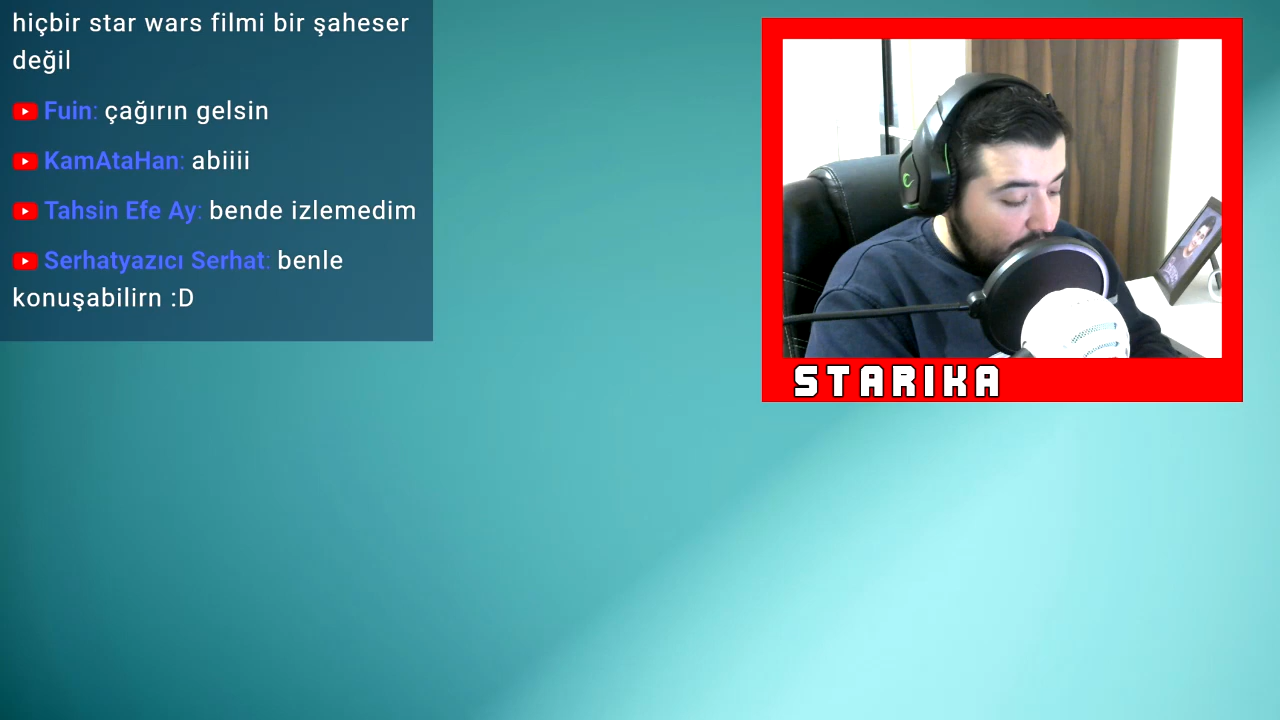 hiçbir star wars filmi bir şaheser
değil
Fuin: çağırın gelsin
KamAtaHan: abiiii
Tahsin Efe Ay: bende izlemedim
Serhatyazıcı Serhat: benle
konuşabilirn :D
STARIKA